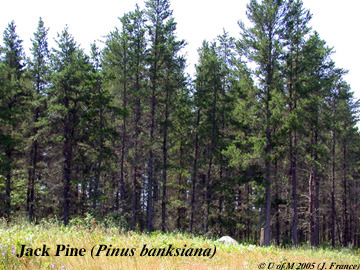 Jack Pine (Pinus banksiana)
© U of M 2005 (J. France)